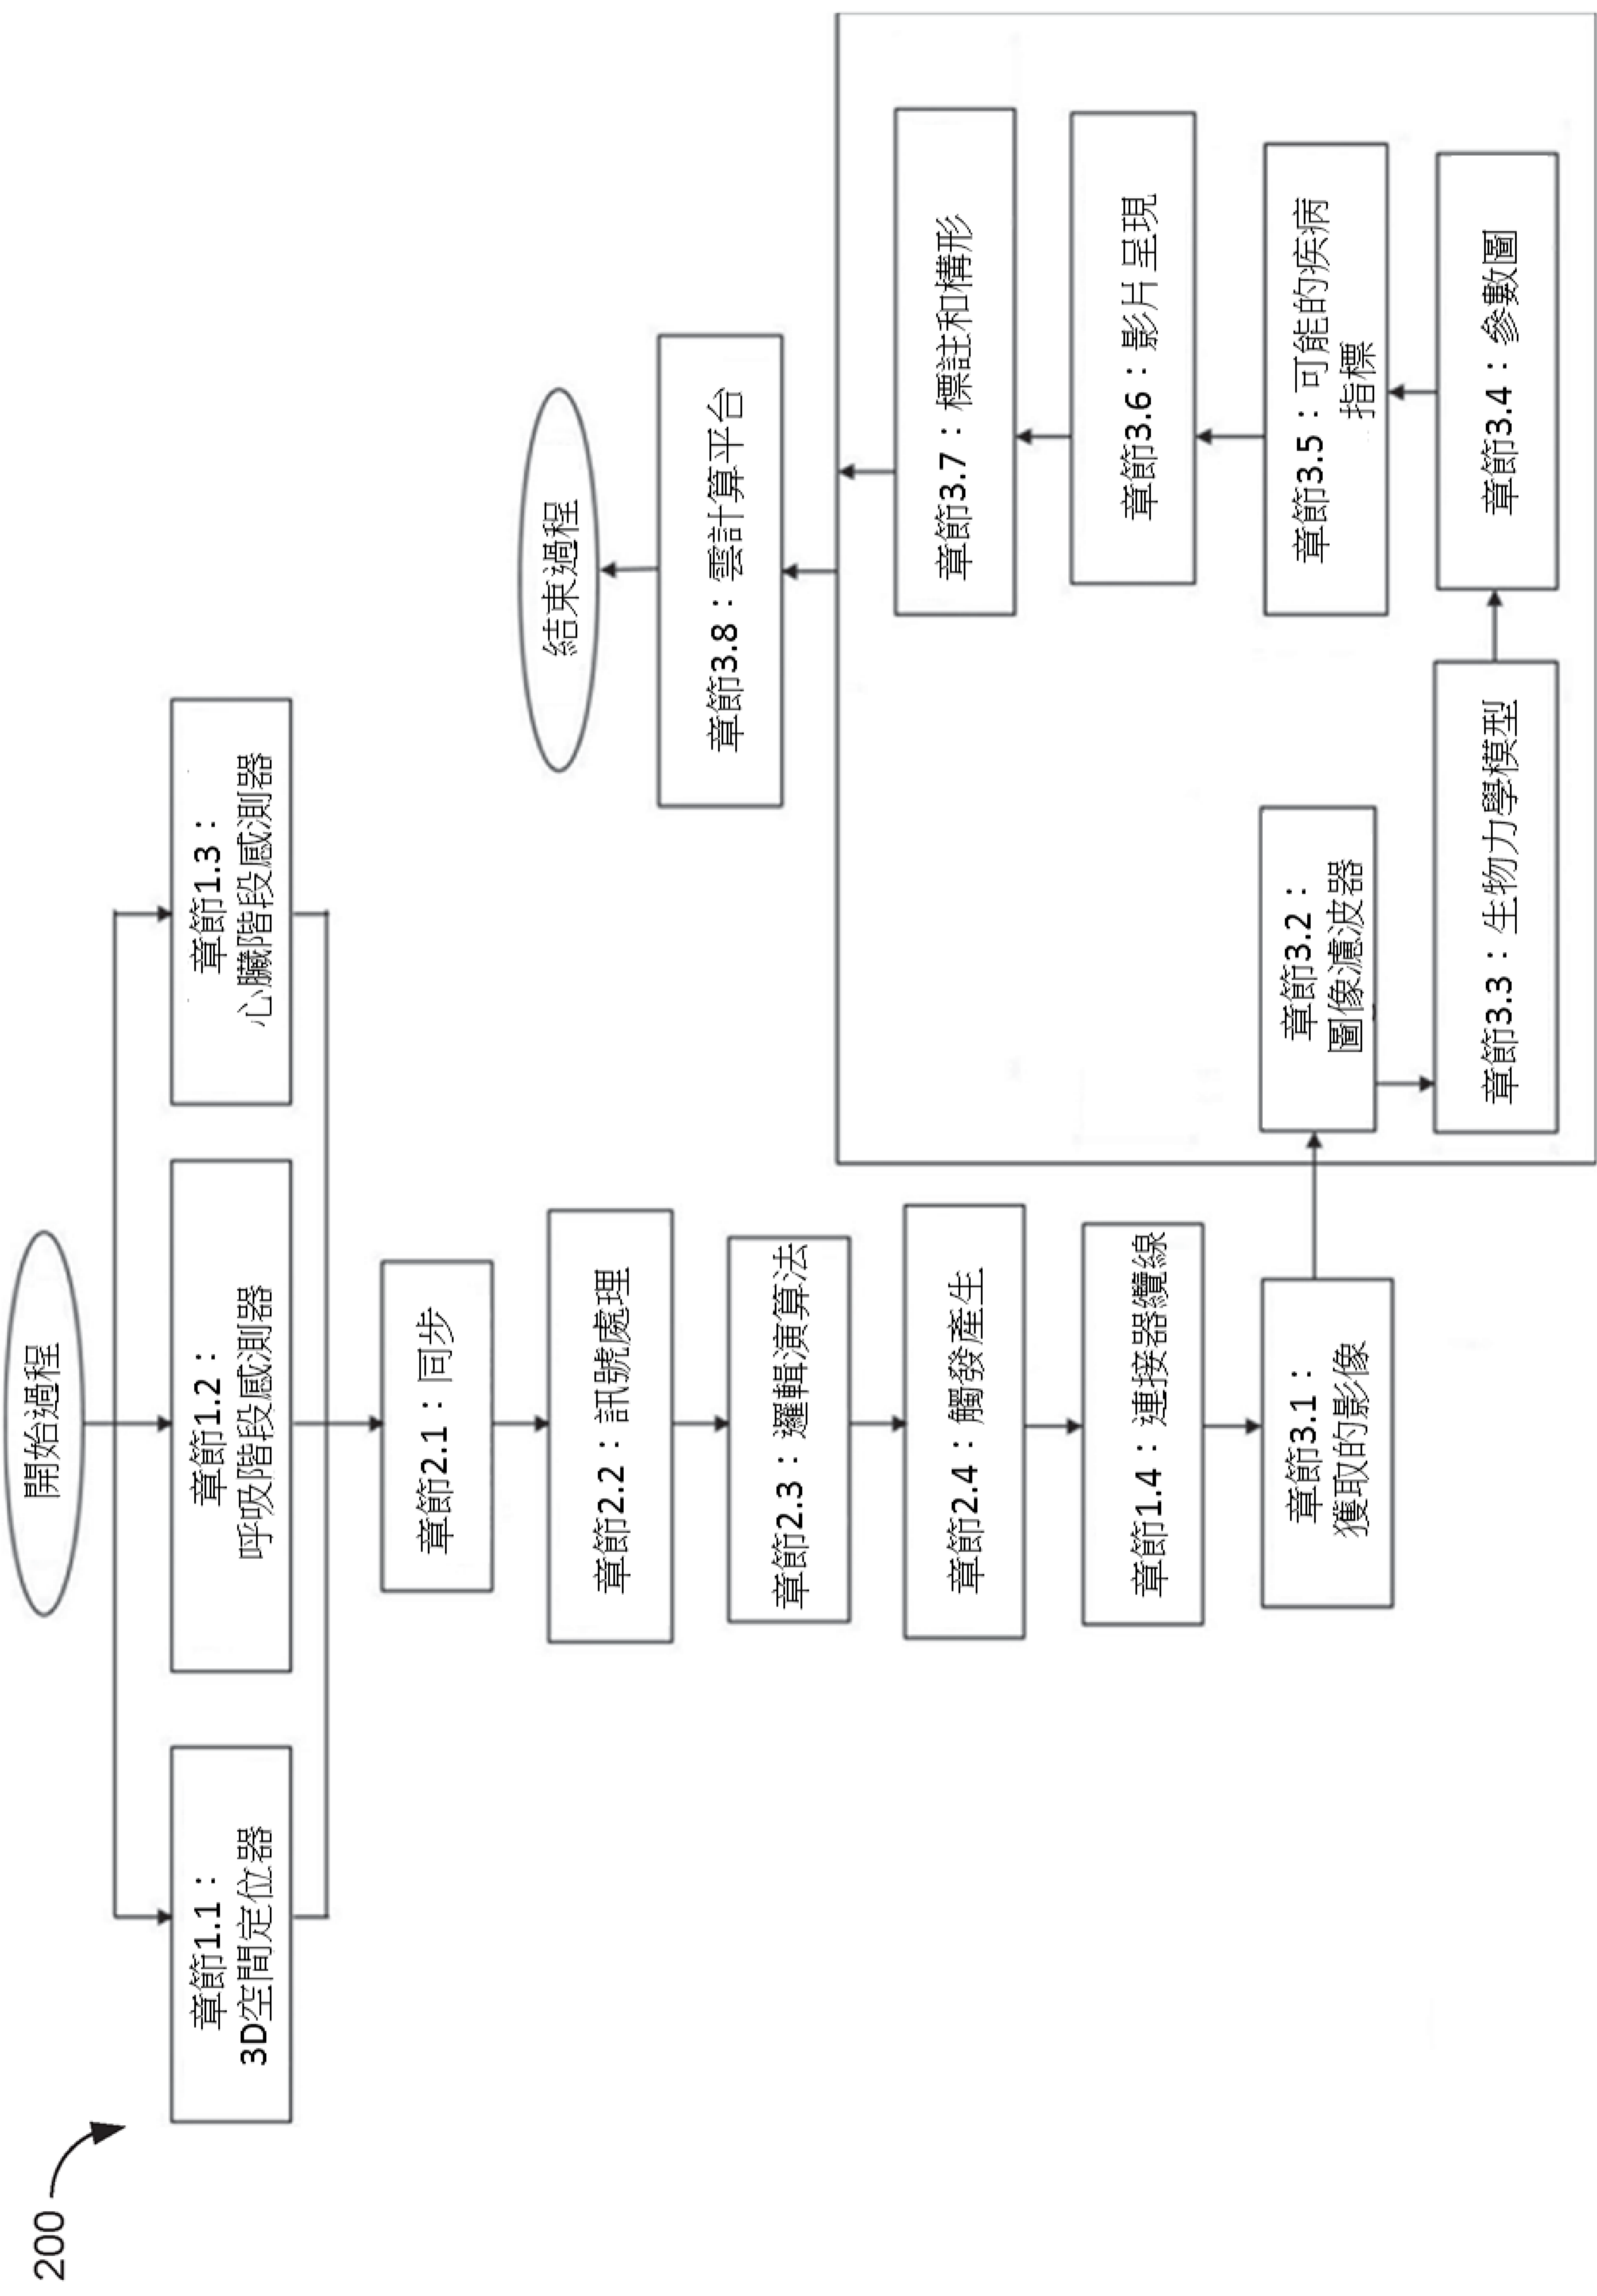 200
開始過程
章節1.1：
3D空間定位器
章節1.2：
呼吸階段感測器
章節1.3：
心臟階段感測器
章節2.1：同步
章節2.2：訊號處理
章節2.3：邏輯演算法
章節2.4：觸發產生
章節1.4：連接器纜線
章節3.1：
獲取的影像
章節3.2：
圖像濾波器
章節3.3：生物力學模型
章節3.4：參數圖
章節3.5：可能的疾病
指標
章節3.6：影片呈現
章節3.7：標註和構形
章節3.8：雲計算平台
結束過程